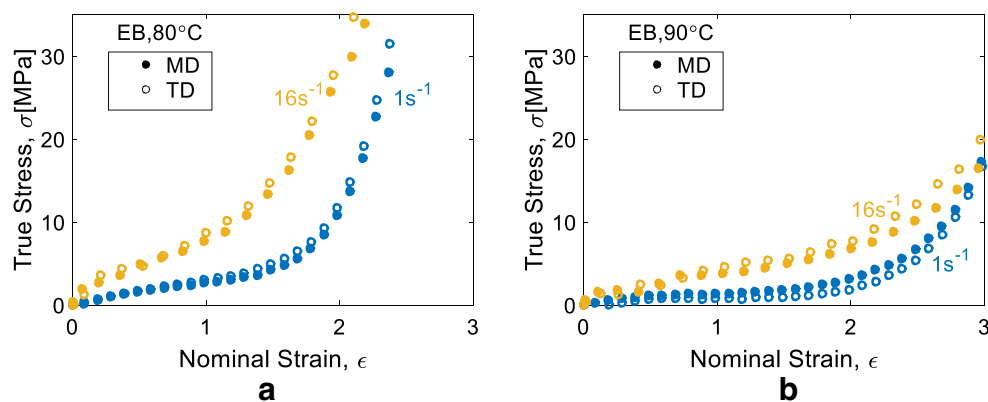 EB,80°C
MD
TD
16s⁻¹
1s⁻¹
True Stress, σ[MPa]
30
20
10
0
0 1 2 3
Nominal Strain, ϵ
a
EB,90°C
MD
TD
16s⁻¹
1s⁻¹
True Stress, σ[MPa]
30
20
10
0
0 1 2 3
Nominal Strain, ϵ
b